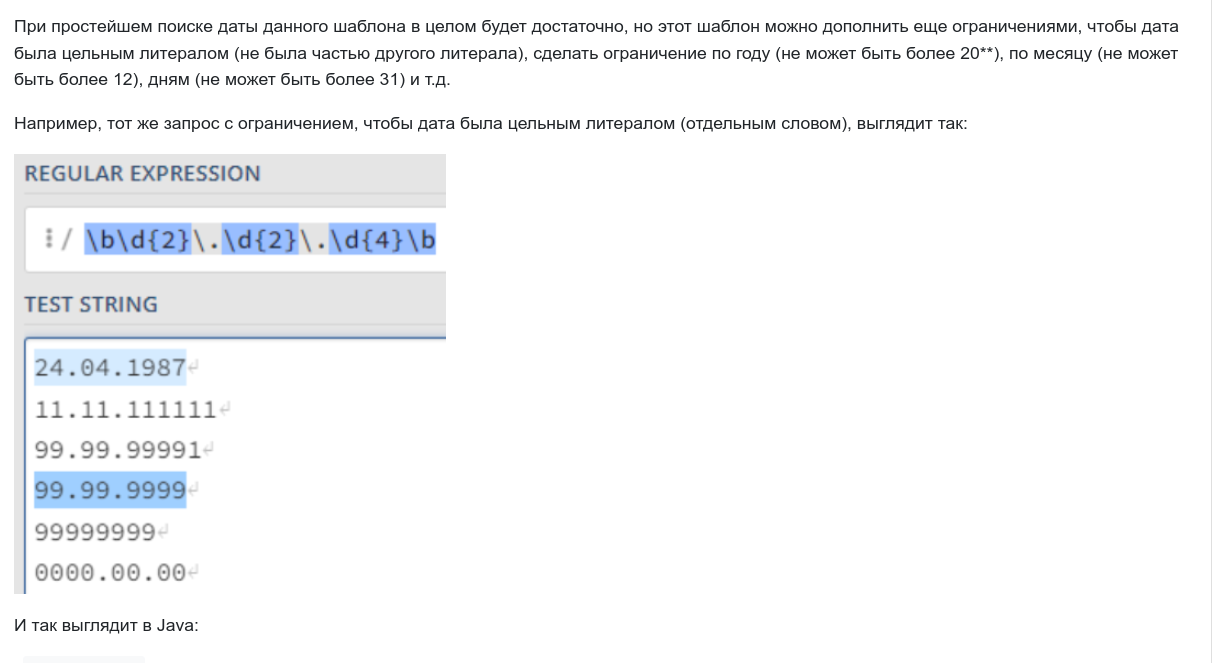 При простейшем поиске даты данного шаблона в целом будет достаточно, но этот шаблон можно дополнить еще ограничениями, чтобы дата
была цельным литералом (не была частью другого литерала), сделать ограничение по году (не может быть более 20**), по месяцу (не может
быть более 12), дням (не может быть более 31) и т.д.
Например, тот же запрос с ограничением, чтобы дата была цельным литералом (отдельным словом), выглядит так:
REGULAR EXPRESSION
⁝ / \b\d{2}\.\d{2}\.\d{4}\b
TEST STRING
24.04.1987↵
11.11.111111↵
99.99.99991↵
99.99.9999↵
99999999↵
0000.00.00↵
И так выглядит в Java: